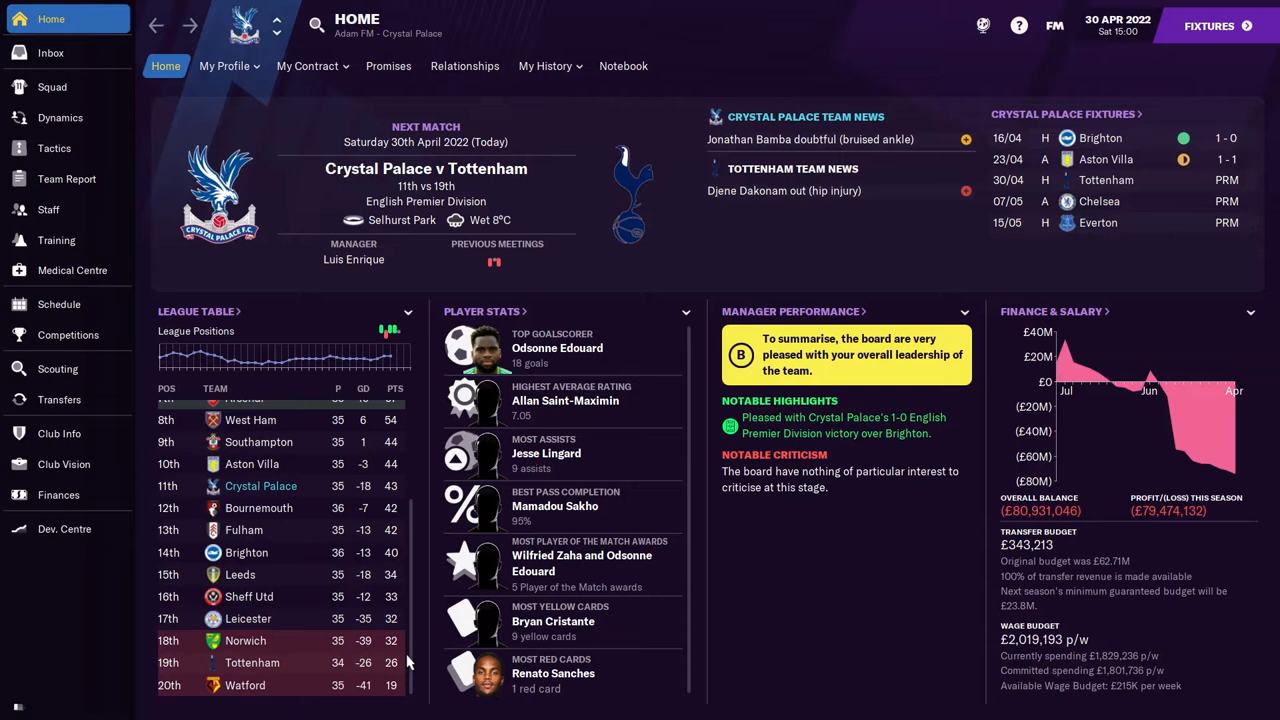 Home
Inbox
Squad
Dynamics
Tactics
Team Report
Staff
Training
Medical Centre
Schedule
Competitions
Scouting
Transfers
Club Info
Club Vision
Finances
Dev. Centre
HOME
Adam FM - Crystal Palace
FM
30 APR 2022
Sat 15:00
FIXTURES
Home
My Profile
My Contract
Promises
Relationships
My History
Notebook
NEXT MATCH
Saturday 30th April 2022 (Today)
Crystal Palace v Tottenham
11th vs 19th
English Premier Division
Selhurst Park
Wet 8°C
MANAGER
Luis Enrique
PREVIOUS MEETINGS
CRYSTAL PALACE F.C.
CRYSTAL PALACE TEAM NEWS
Jonathan Bamba doubtful (bruised ankle)
TOTTENHAM TEAM NEWS
Djene Dakonam out (hip injury)
CRYSTAL PALACE FIXTURES
16/04 H Brighton 1 - 0
23/04 A Aston Villa 1 - 1
30/04 H Tottenham PRM
07/05 A Chelsea PRM
15/05 H Everton PRM
LEAGUE TABLE
League Positions
POS TEAM P GD PTS
8th West Ham 35 6 54
9th Southampton 35 1 44
10th Aston Villa 35 -3 44
11th Crystal Palace 35 -18 43
12th Bournemouth 36 -7 42
13th Fulham 35 -13 42
14th Brighton 36 -13 40
15th Leeds 35 -18 34
16th Sheff Utd 35 -12 33
17th Leicester 35 -35 32
18th Norwich 35 -39 32
19th Tottenham 34 -26 26
20th Watford 35 -41 19
PLAYER STATS
TOP GOALSCORER
Odsonne Edouard
18 goals
HIGHEST AVERAGE RATING
Allan Saint-Maximin
7.05
MOST ASSISTS
Jesse Lingard
9 assists
BEST PASS COMPLETION
Mamadou Sakho
95%
MOST PLAYER OF THE MATCH AWARDS
Wilfried Zaha and Odsonne
Edouard
5 Player of the Match awards
MOST YELLOW CARDS
Bryan Cristante
9 yellow cards
MOST RED CARDS
Renato Sanches
1 red card
MANAGER PERFORMANCE
B
To summarise, the board are very
pleased with your overall leadership of
the team.
NOTABLE HIGHLIGHTS
Pleased with Crystal Palace's 1-0 English
Premier Division victory over Brighton.
NOTABLE CRITICISM
The board have nothing of particular interest to
criticise at this stage.
FINANCE & SALARY
£40M
£20M
£0
(£20M)
(£40M)
(£60M)
(£80M)
Jul Jun Apr
OVERALL BALANCE
(£80,931,046)
PROFIT/(LOSS) THIS SEASON
(£79,474,132)
TRANSFER BUDGET
£343,213
Original budget was £62.71M
100% of transfer revenue is made available
Next season's minimum guaranteed budget will be
£23.8M.
WAGE BUDGET
£2,019,193 p/w
Currently spending £1,829,236 p/w
Committed spending £1,801,736 p/w
Available Wage Budget: £215K per week